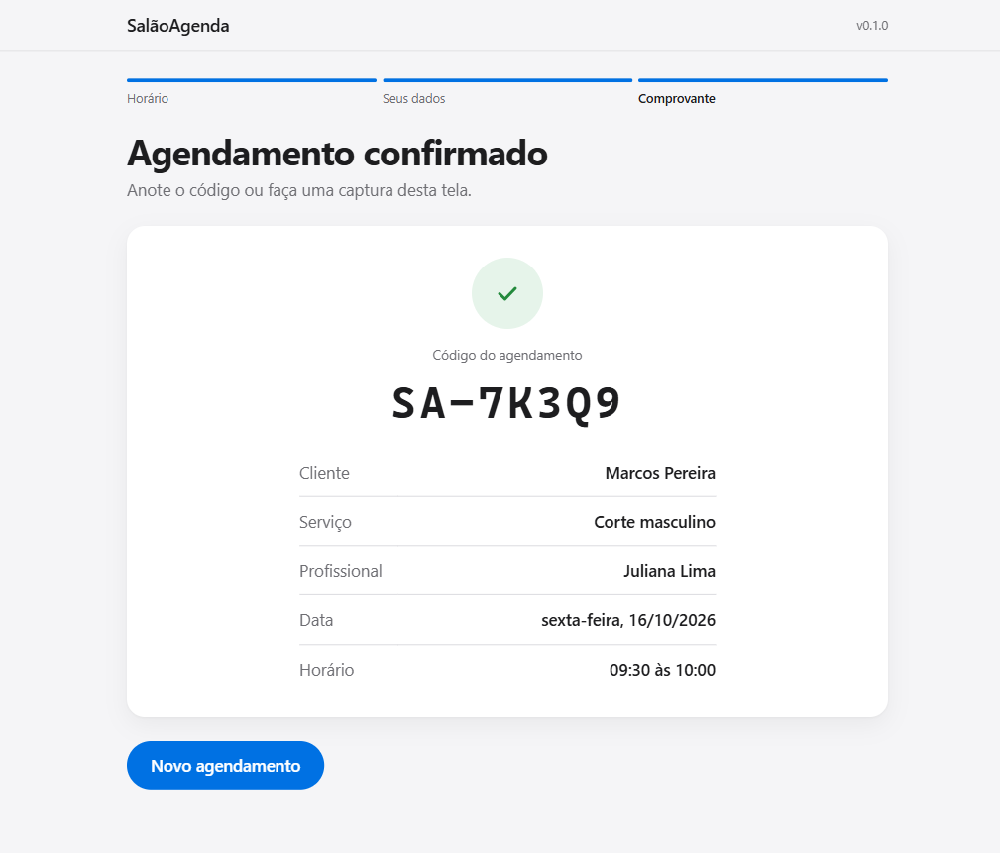 SalãoAgenda
v0.1.0
Horário
Seus dados
Comprovante
Agendamento confirmado
Anote o código ou faça uma captura desta tela.
Código do agendamento
SA-7K3Q9
Cliente Marcos Pereira
Serviço Corte masculino
Profissional Juliana Lima
Data sexta-feira, 16/10/2026
Horário 09:30 às 10:00
Novo agendamento